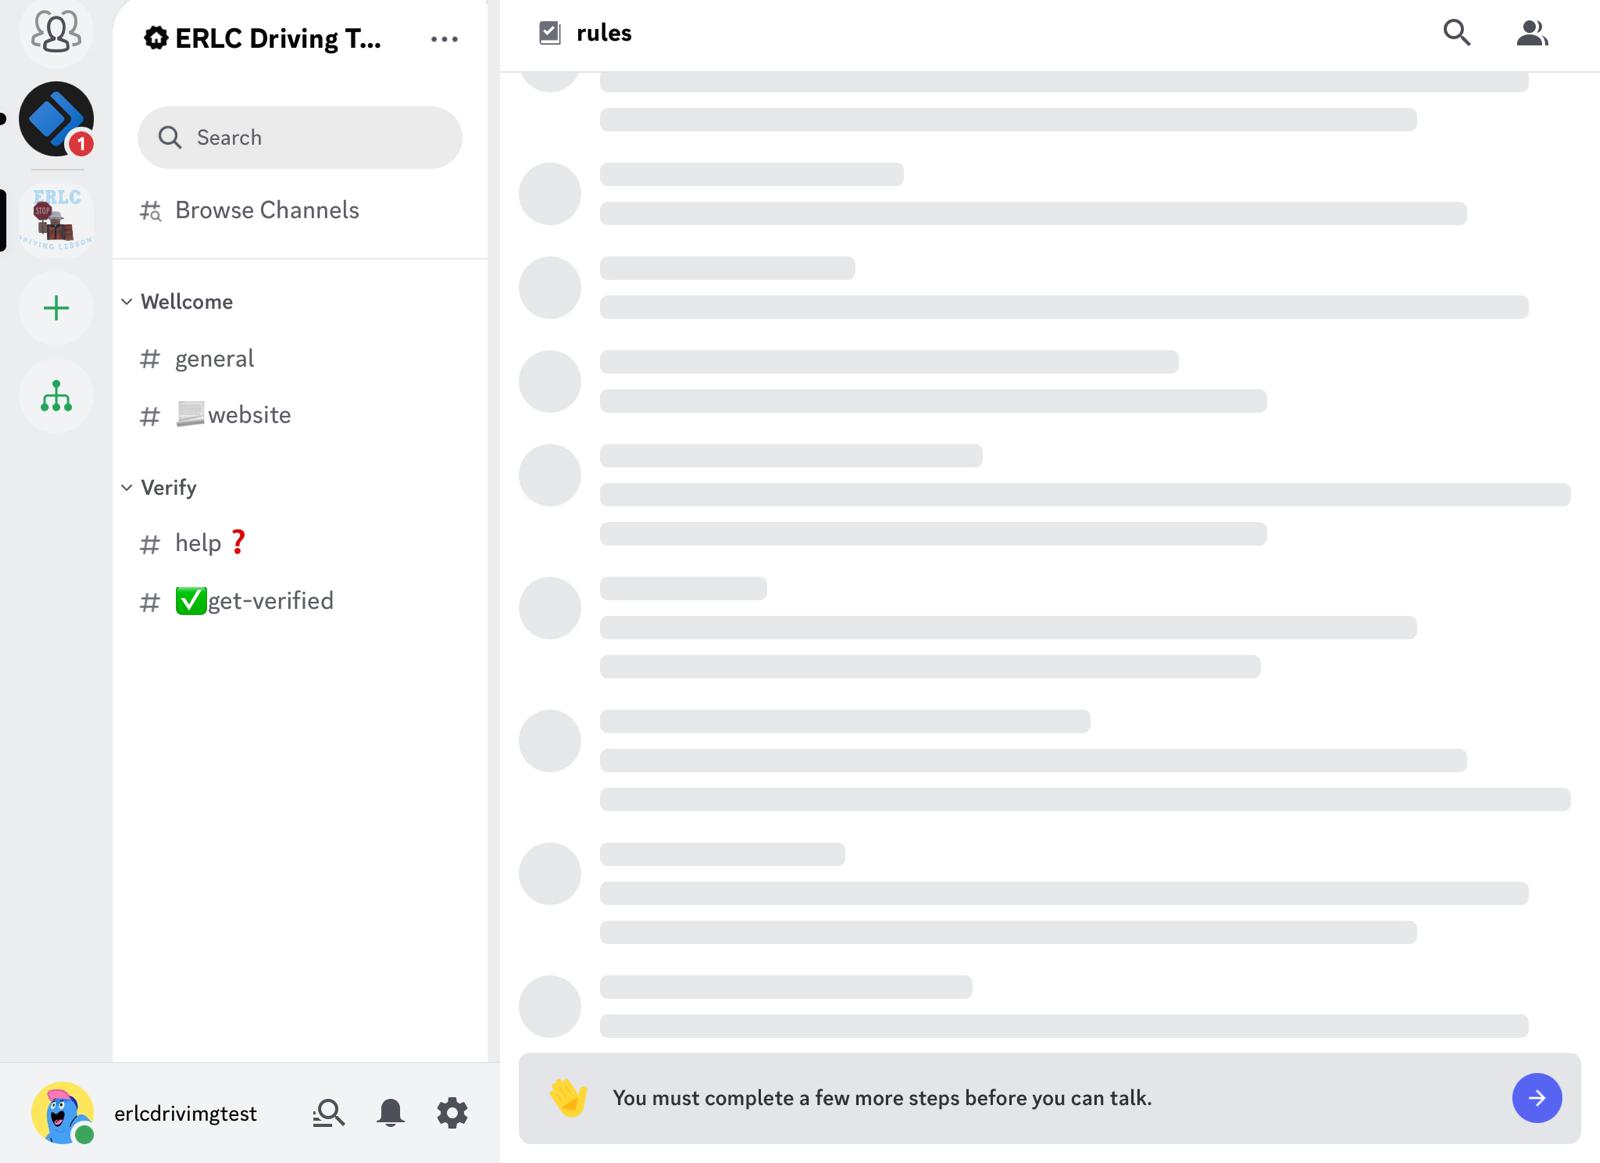 ERLC Driving T...
rules
Search
Browse Channels
Wellcome
general
website
Verify
help ❓
✅get-verified
1
ERLC
STOP
DRIVING LESSON
You must complete a few more steps before you can talk.
erlcdrivimgtest